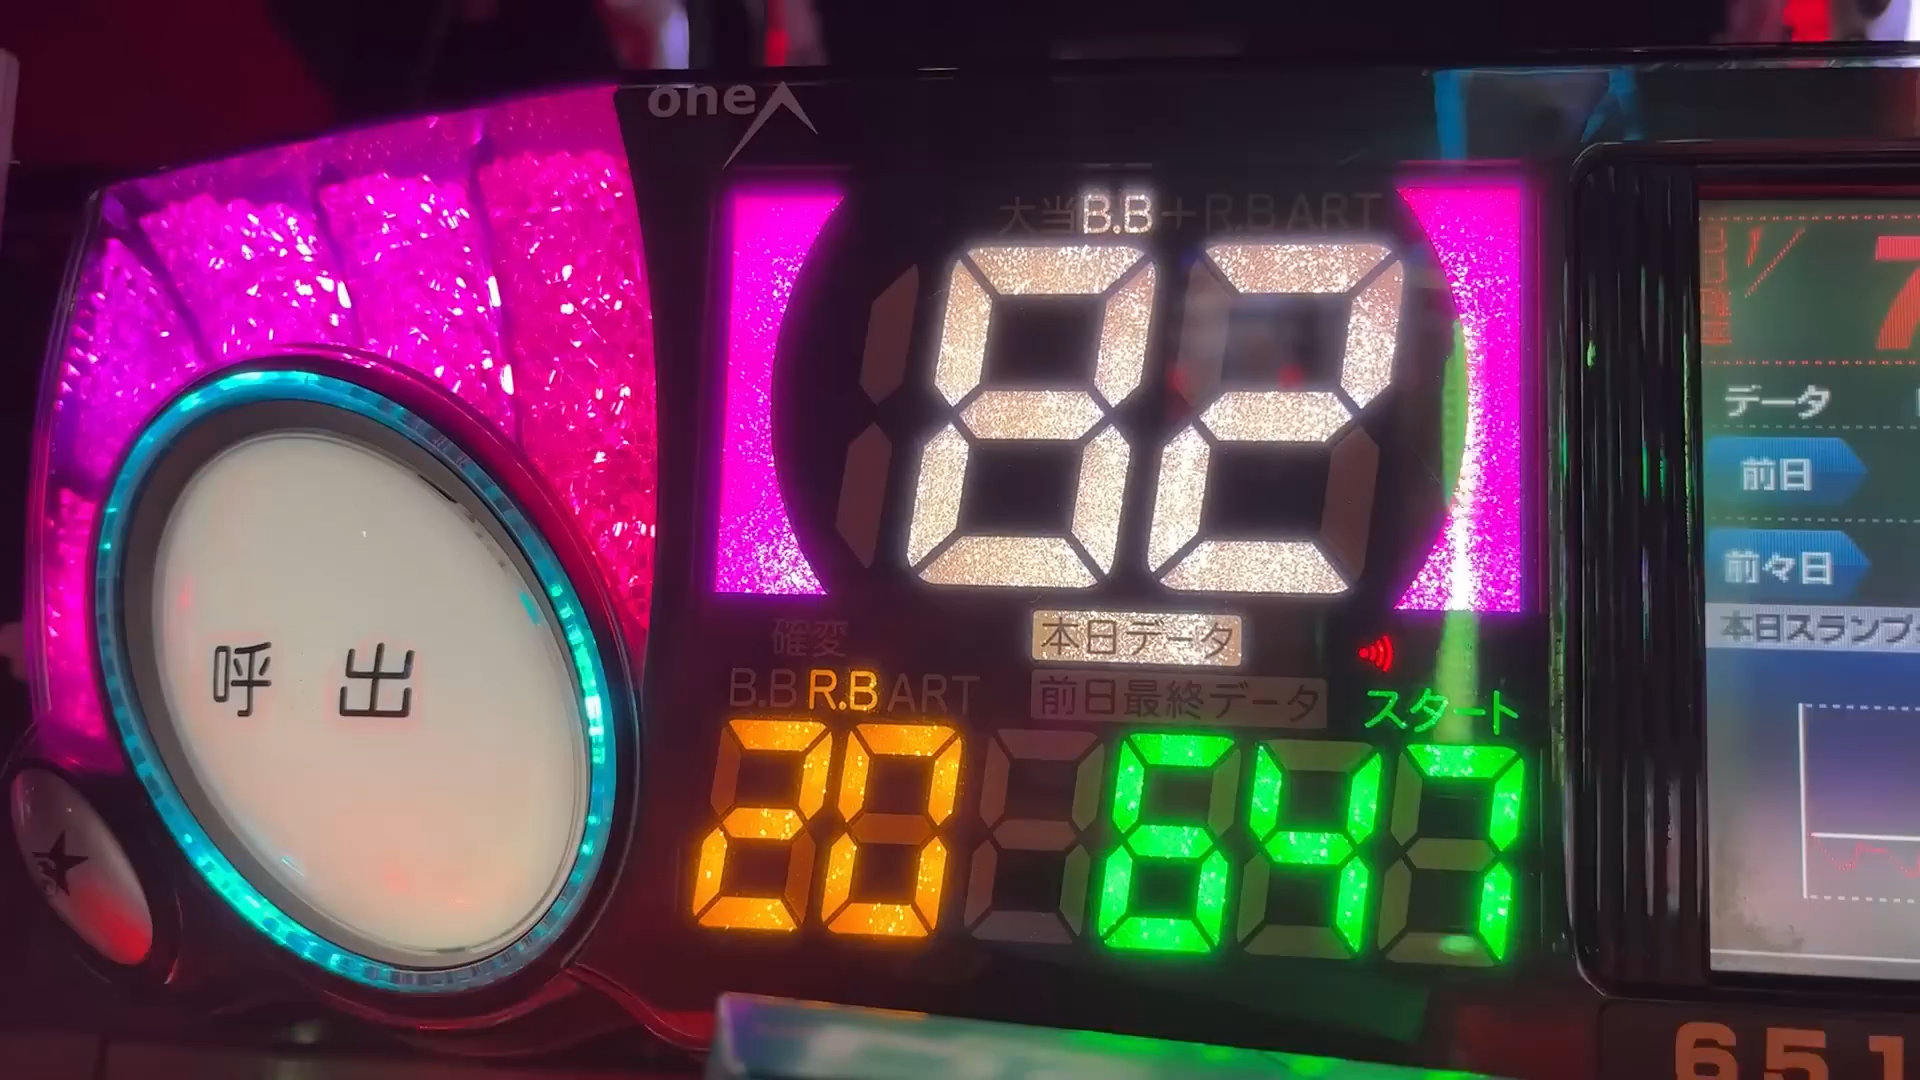 oneA
大当B.B+R.B ART
82
確変
本日データ
B.B R.B ART
前日最終データ
スタート
20
647
呼出
データ
前日
前々日
本日スランプ
651